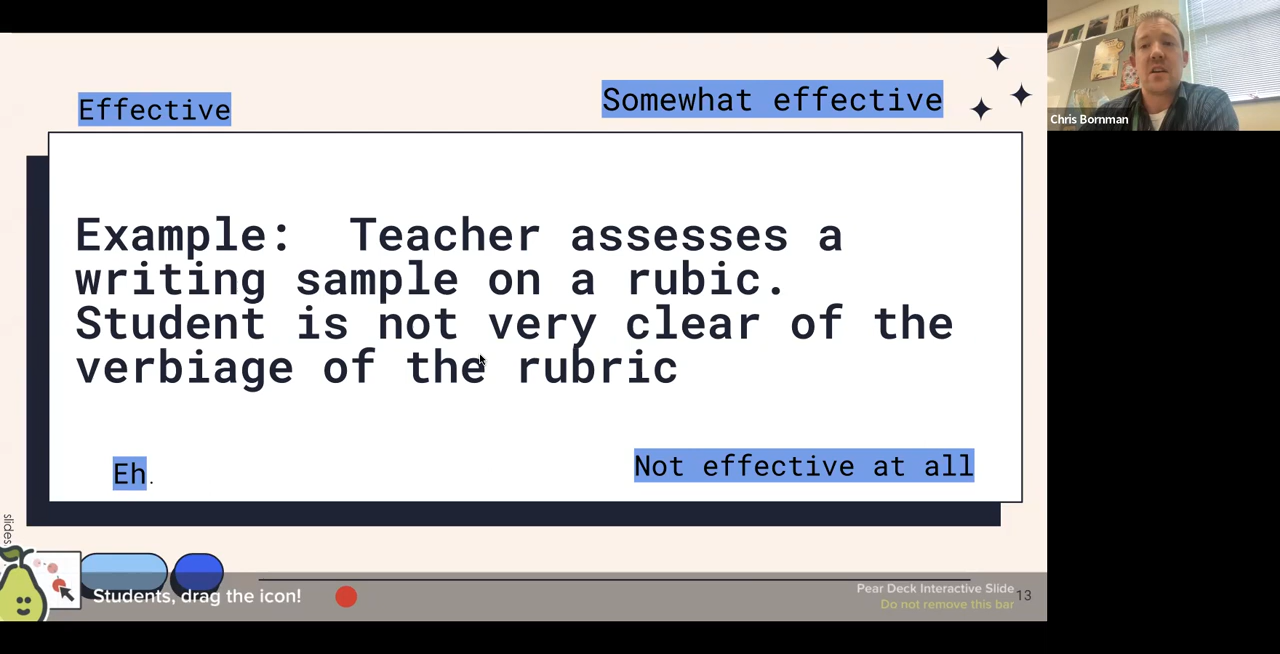 Effective
Somewhat effective
Chris Bornman
Example:  Teacher assesses a
writing sample on a rubic.
Student is not very clear of the
verbiage of the rubric
Eh.
Not effective at all
slides
Students, drag the icon!
Pear Deck Interactive Slide
Do not remove this bar
13